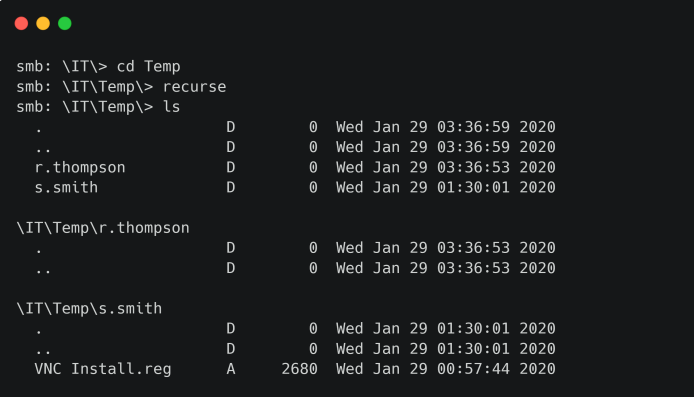 smb: \IT\> cd Temp
smb: \IT\Temp\> recurse
smb: \IT\Temp\> ls
  .                    D        0  Wed Jan 29 03:36:59 2020
  ..                   D        0  Wed Jan 29 03:36:59 2020
  r.thompson           D        0  Wed Jan 29 03:36:53 2020
  s.smith              D        0  Wed Jan 29 01:30:01 2020

\IT\Temp\r.thompson
  .                    D        0  Wed Jan 29 03:36:53 2020
  ..                   D        0  Wed Jan 29 03:36:53 2020

\IT\Temp\s.smith
  .                    D        0  Wed Jan 29 01:30:01 2020
  ..                   D        0  Wed Jan 29 01:30:01 2020
  VNC Install.reg      A     2680  Wed Jan 29 00:57:44 2020